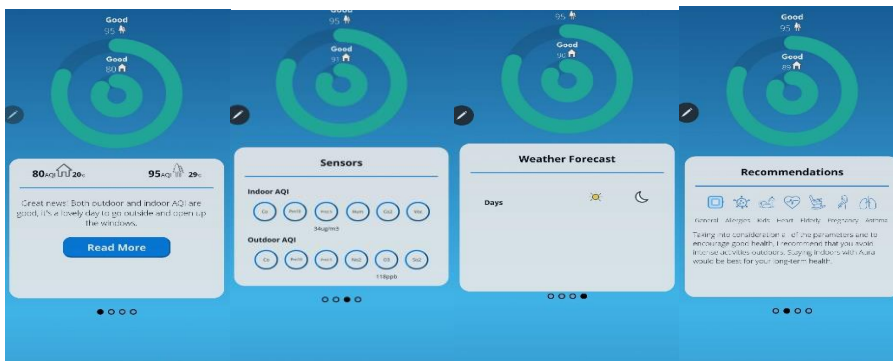 Good
95
Good
80
80AQI 20c 95AQI 29c
Great news! Both outdoor and indoor AQI are
good, it's a lovely day to go outside and open up
the windows.
Read More
Good
95
Good
Sensors
Indoor AQI
Co Co2 Voc
34ug/m3
Outdoor AQI
Co No2 O3 So2
118ppb
95
Good
90
Weather Forecast
Days
Good
95
Good
89
Recommendations
General Allergies Kids Heart Elderly Pregnancy Asthma
Taking into consideration of the parameters and to
encourage good health, I recommend that you avoid
intense activities outdoors. Staying indoors with Aura
would be best for your long-term health.